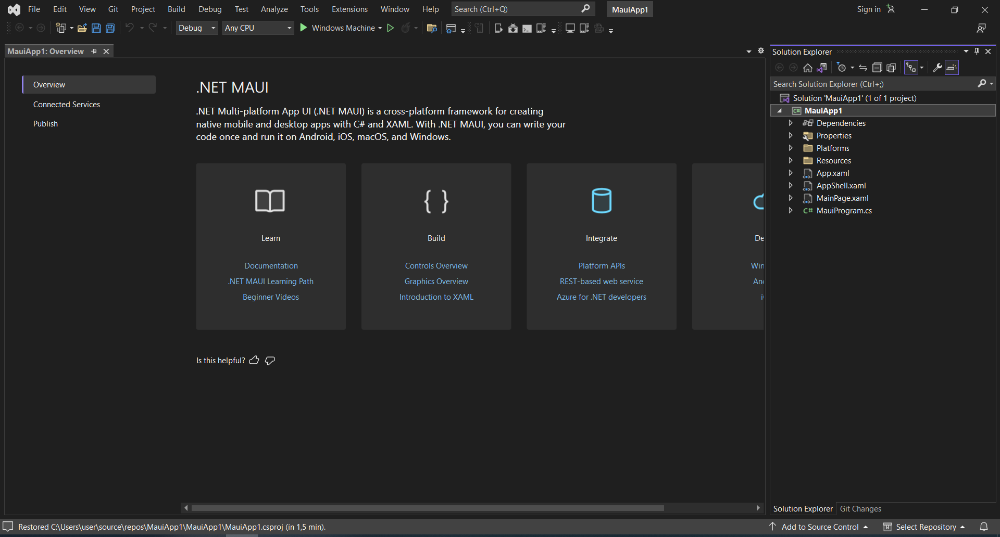 File Edit View Git Project Build Debug Test Analyze Tools Extensions Window Help Search (Ctrl+Q) MauiApp1 Sign in
Debug Any CPU Windows Machine
MauiApp1: Overview
Overview
Connected Services
Publish
.NET MAUI
.NET Multi-platform App UI (.NET MAUI) is a cross-platform framework for creating
native mobile and desktop apps with C# and XAML. With .NET MAUI, you can write your
code once and run it on Android, iOS, macOS, and Windows.
Learn
Documentation
.NET MAUI Learning Path
Beginner Videos
Build
Controls Overview
Graphics Overview
Introduction to XAML
Integrate
Platform APIs
REST-based web service
Azure for .NET developers
De
Win
And
Is this helpful?
Solution Explorer
Search Solution Explorer (Ctrl+;)
Solution 'MauiApp1' (1 of 1 project)
C# MauiApp1
Dependencies
Properties
Platforms
Resources
App.xaml
AppShell.xaml
MainPage.xaml
C# MauiProgram.cs
Solution Explorer Git Changes
Restored C:\Users\user\source\repos\MauiApp1\MauiApp1\MauiApp1.csproj (in 1,5 min).
Add to Source Control Select Repository